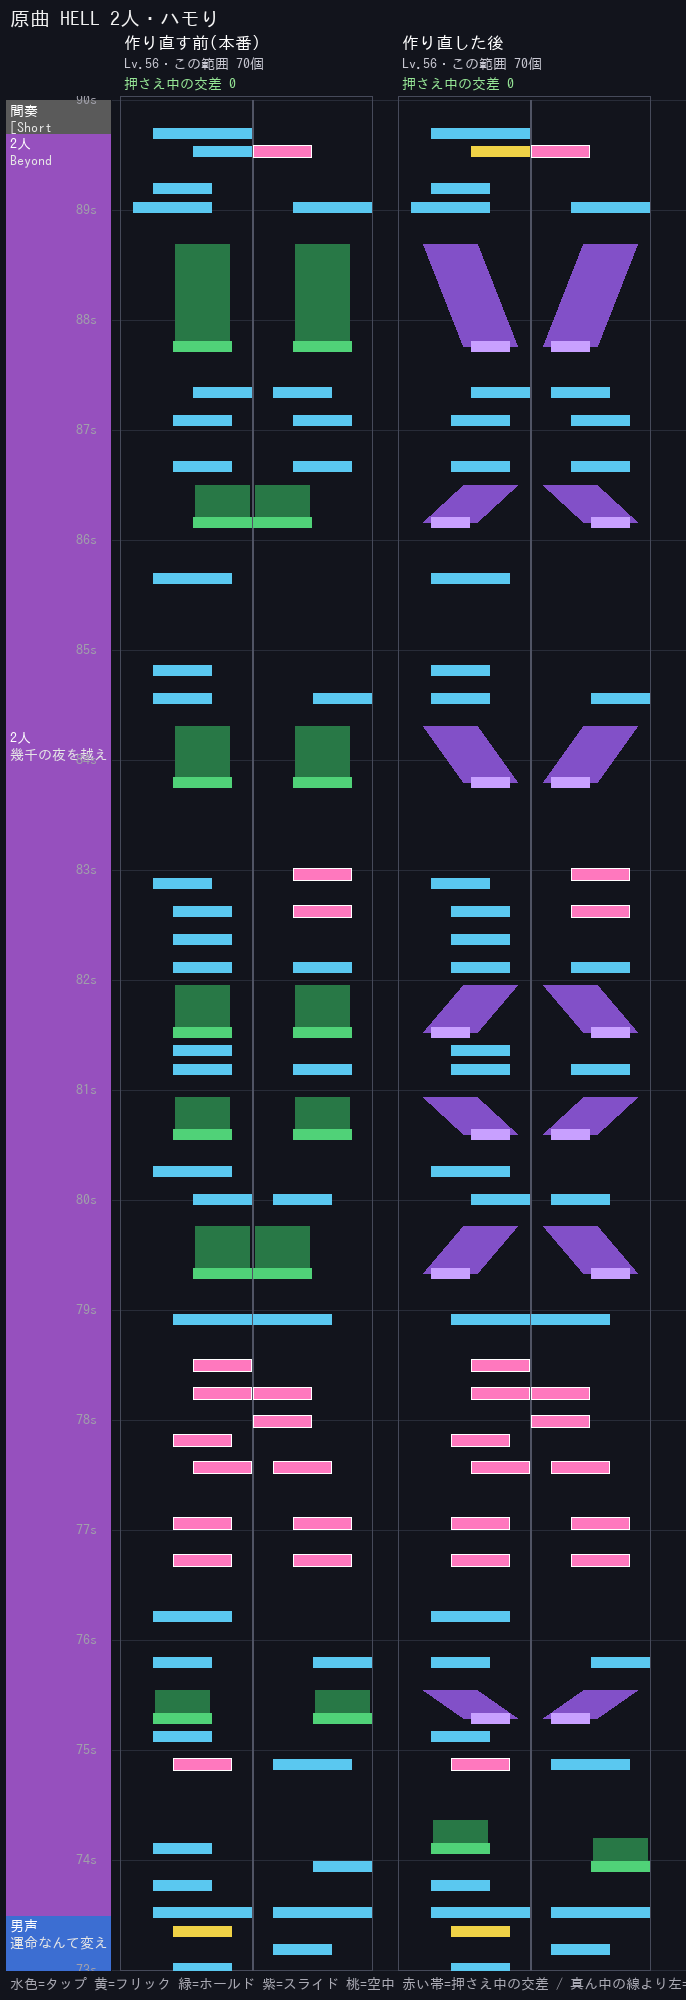 原曲 HELL 2人・ハモり
作り直す前(本番)
Lv.56・この範囲 70個
押さえ中の交差 0
作り直した後
Lv.56・この範囲 70個
押さえ中の交差 0
90s
間奏
[Short
2人
Beyond
89s
88s
87s
86s
85s
2人
幾千の夜を越え
84s
83s
82s
81s
80s
79s
78s
77s
76s
75s
74s
男声
運命なんて変え
73s
水色=タップ 黄=フリック 緑=ホールド 紫=スライド 桃=空中 赤い帯=押さえ中の交差 / 真ん中の線より左=